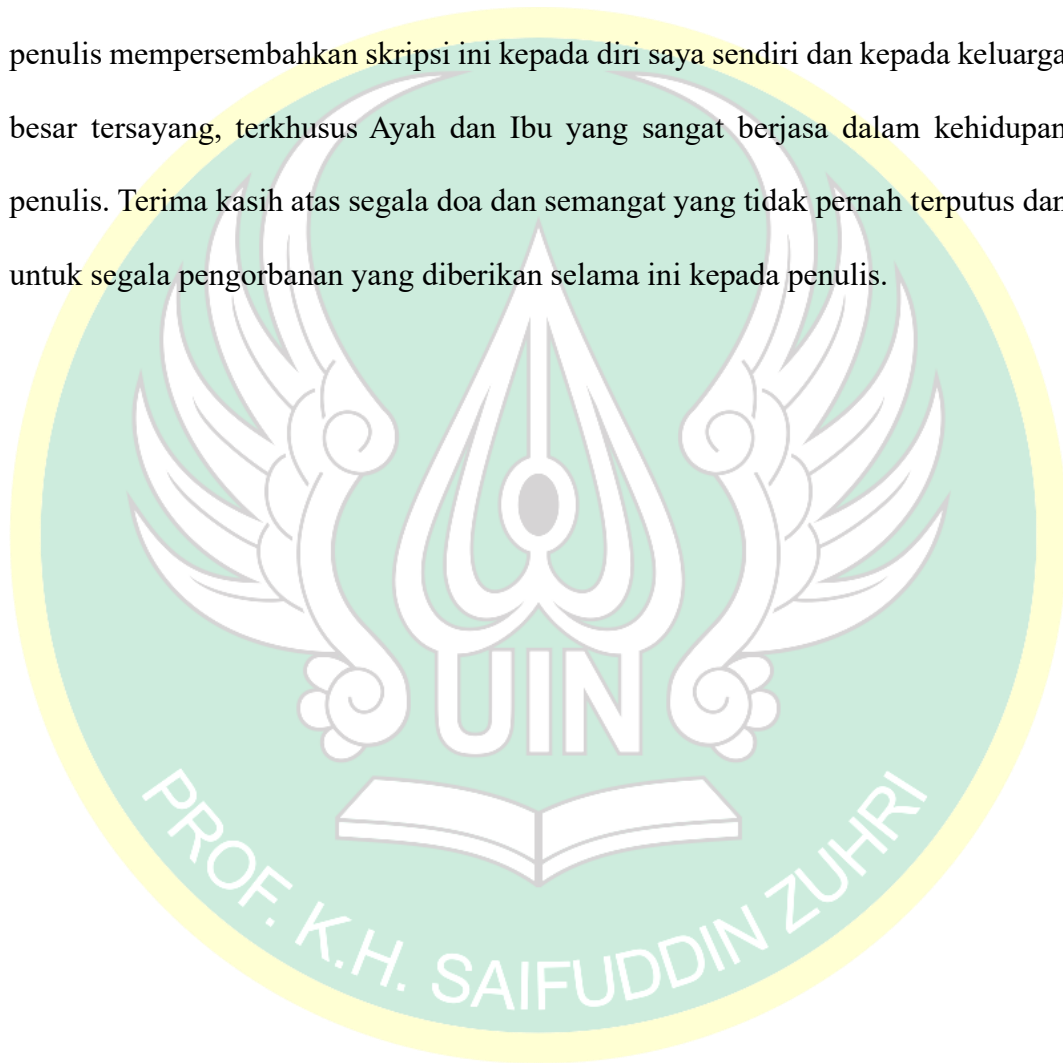 penulis mempersembahkan skripsi ini kepada diri saya sendiri dan kepada keluarga
besar tersayang, terkhusus Ayah dan Ibu yang sangat berjasa dalam kehidupan
penulis. Terima kasih atas segala doa dan semangat yang tidak pernah terputus dan
untuk segala pengorbanan yang diberikan selama ini kepada penulis.
UIN
PROF. K.H. SAIFUDDIN ZUHRI